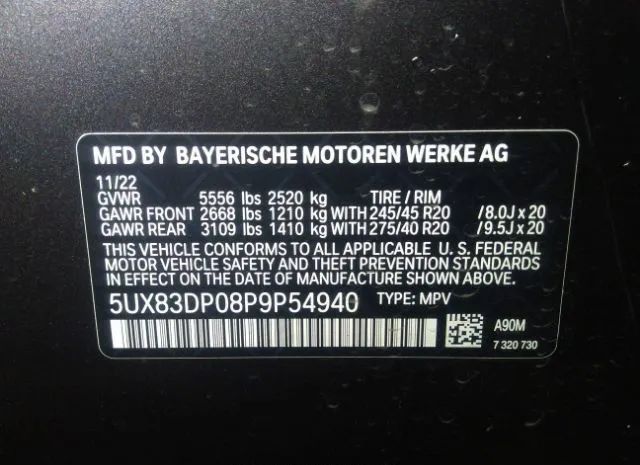 MFD BY BAYERISCHE MOTOREN WERKE AG
11/22
GVWR 5556 lbs 2520 kg TIRE / RIM
GAWR FRONT 2668 lbs 1210 kg WITH 245/45 R20 /8.0J x 20
GAWR REAR 3109 lbs 1410 kg WITH 275/40 R20 /9.5J x 20
THIS VEHICLE CONFORMS TO ALL APPLICABLE U. S. FEDERAL
MOTOR VEHICLE SAFETY AND THEFT PREVENTION STANDARDS
IN EFFECT ON THE DATE OF MANUFACTURE SHOWN ABOVE.
5UX83DP08P9P54940 TYPE: MPV
A90M
7 320 730